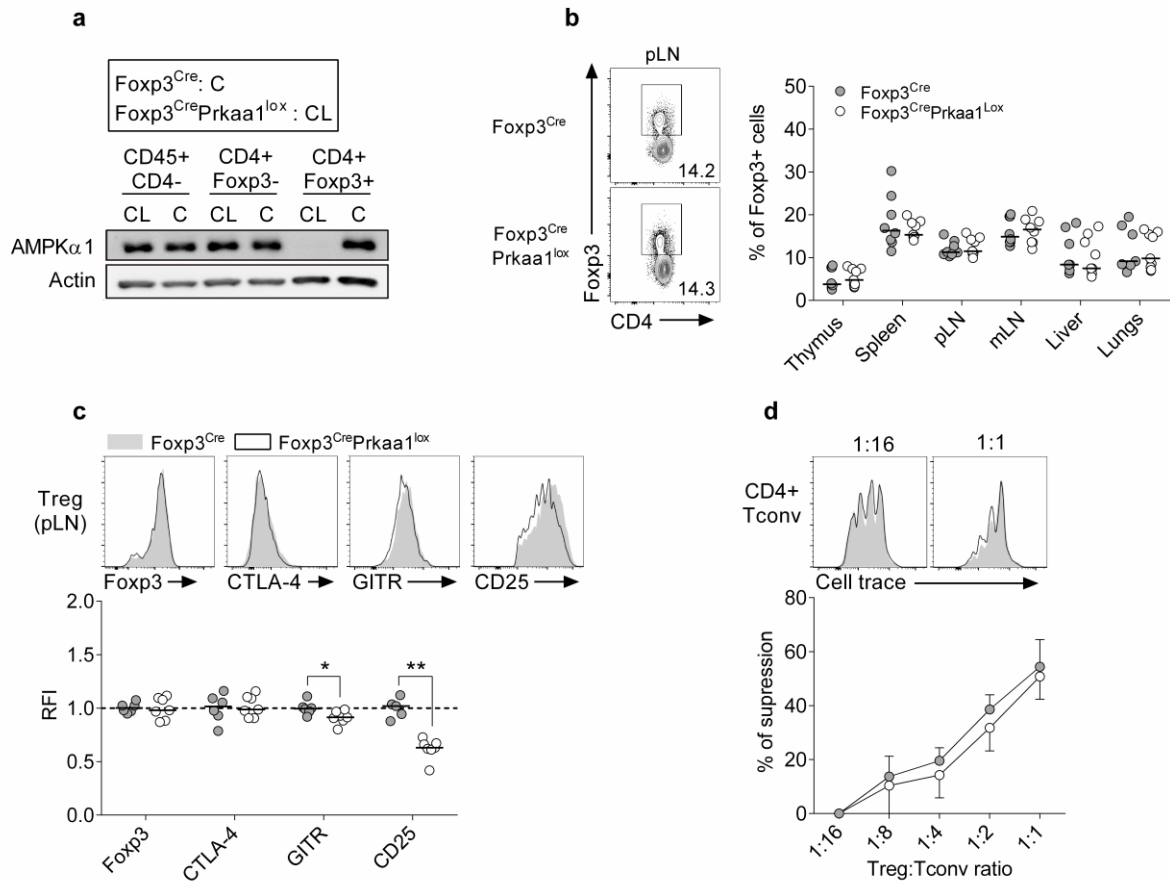 a
Foxp3Cre: C
Foxp3CrePrkaa1lox : CL
CD45+ CD4+ CD4+
CD4- Foxp3- Foxp3+
CL C CL C CL C
AMPKα1
Actin
b
pLN
Foxp3Cre
14.2
Foxp3Cre
Prkaa1lox
14.3
Foxp3
CD4
Foxp3Cre
Foxp3CrePrkaa1Lox
% of Foxp3+ cells
50
40
30
20
10
0
Thymus
Spleen
pLN
mLN
Liver
Lungs
c
Foxp3Cre Foxp3CrePrkaa1lox
Treg
(pLN)
Foxp3 CTLA-4 GITR CD25
RFI
2.0
1.5
1.0
0.5
0.0
* **
Foxp3
CTLA-4
GITR
CD25
d
1:16 1:1
CD4+
Tconv
Cell trace
% of supression
80
60
40
20
0
1:16
1:8
1:4
1:2
1:1
Treg:Tconv ratio